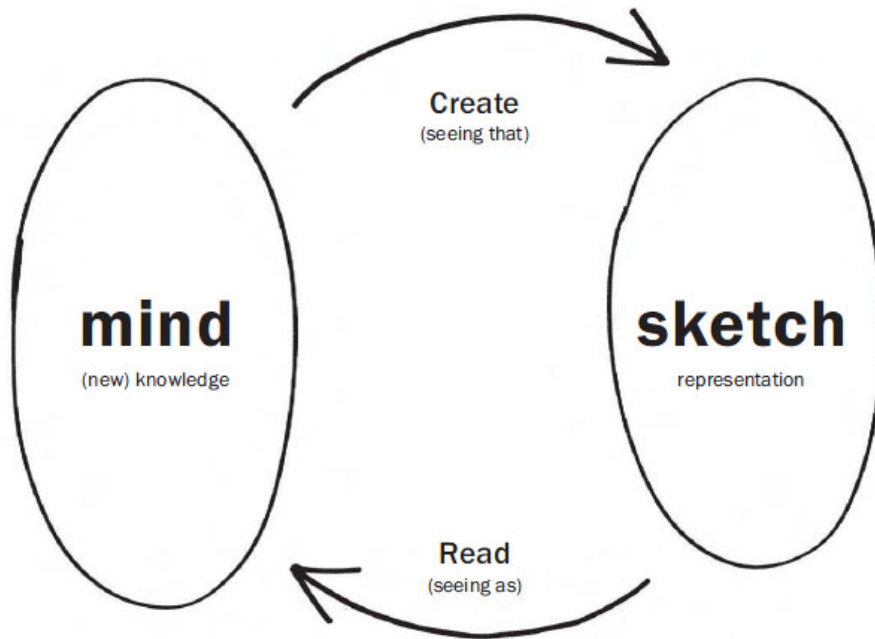 Create
(seeing that)
mind
(new) knowledge
sketch
representation
Read
(seeing as)